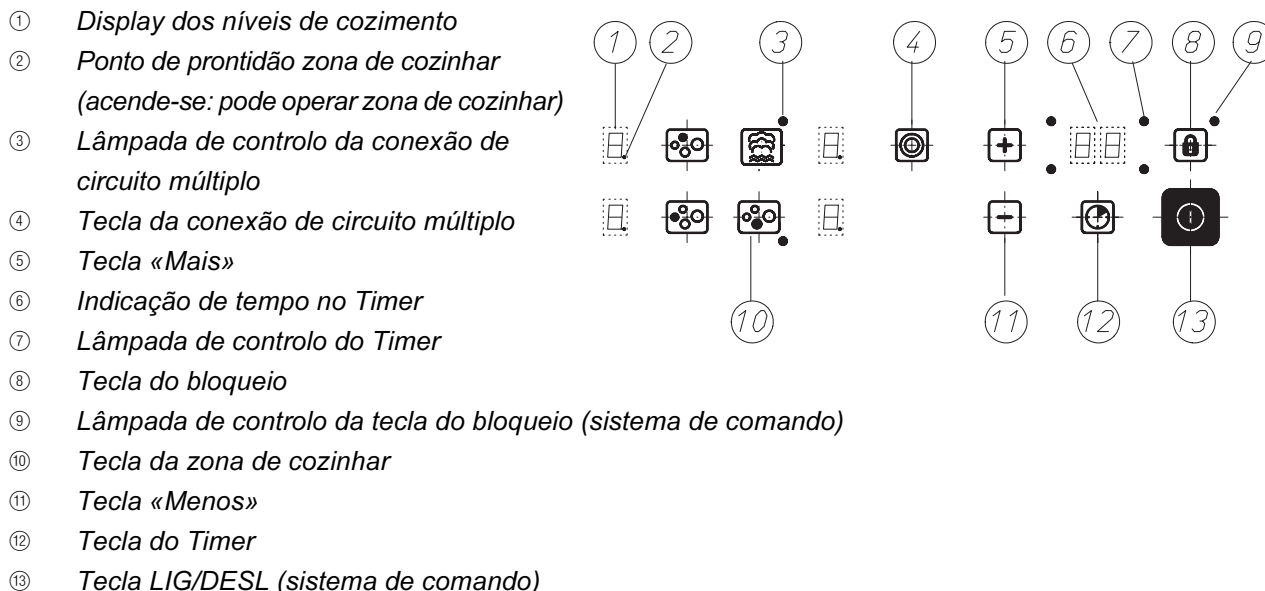 ① Display dos níveis de cozimento
② Ponto de prontidão zona de cozinhar
(acende-se: pode operar zona de cozinhar)
③ Lâmpada de controlo da conexão de
circuito múltiplo
④ Tecla da conexão de circuito múltiplo
⑤ Tecla «Mais»
⑥ Indicação de tempo no Timer
⑦ Lâmpada de controlo do Timer
⑧ Tecla do bloqueio
⑨ Lâmpada de controlo da tecla do bloqueio (sistema de comando)
⑩ Tecla da zona de cozinhar
⑪ Tecla «Menos»
⑫ Tecla do Timer
⑬ Tecla LIG/DESL (sistema de comando)
1 2 3 4 5 6 7 8 9
8. 8. + 88
8. 8. - 
10 11 12 13